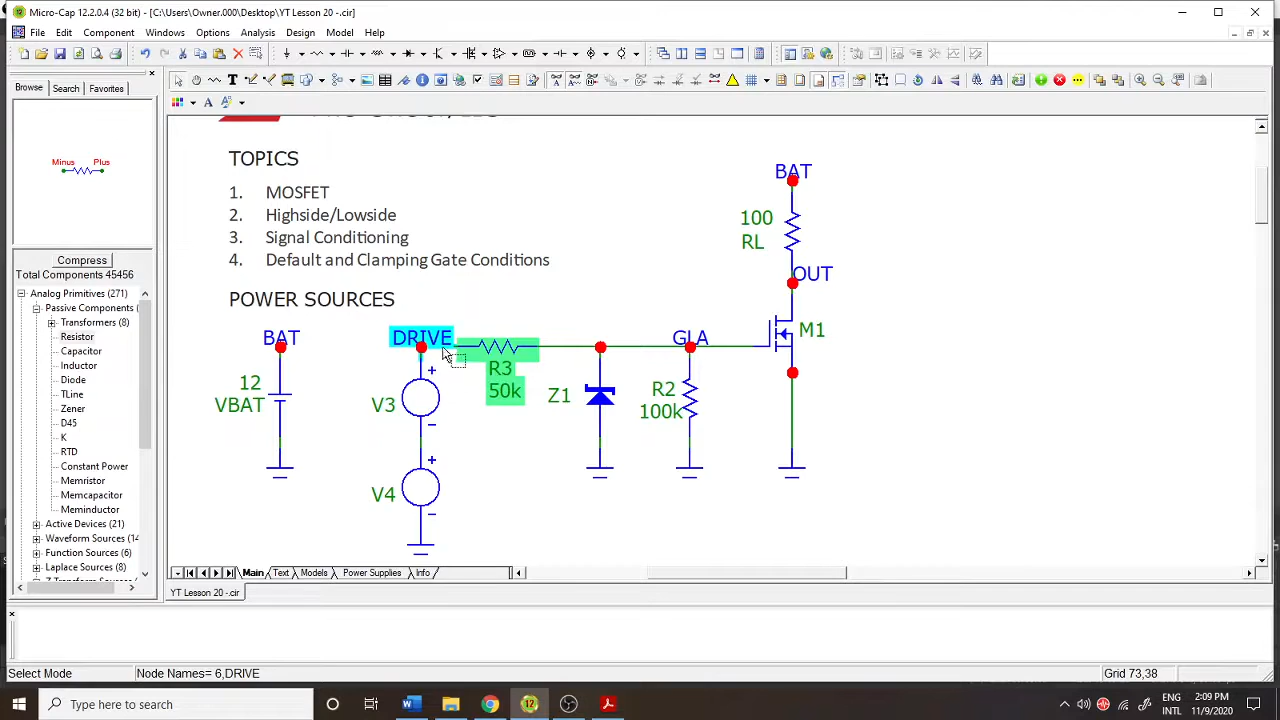 Micro-Cap 12.2.0.4 (32 bit) - [C:\Users\Owner.000\Desktop\YT Lesson 20 -.cir]
File Edit Component Windows Options Analysis Design Model Help
Browse Search Favorites
Minus Plus
Compress
Total Components 45456
Analog Primitives (271)
Passive Components (
Transformers (8)
Resistor
Capacitor
Inductor
Diode
TLine
Zener
D45
K
RTD
Constant Power
Memristor
Memcapacitor
Meminductor
Active Devices (21)
Waveform Sources (14
Function Sources (6)
Laplace Sources (8)
TOPICS
1. MOSFET
2. Highside/Lowside
3. Signal Conditioning
4. Default and Clamping Gate Conditions
POWER SOURCES
BAT
12
VBAT
DRIVE
+
V3
-
+
V4
-
R3
50k
Z1
GLA
R2
100k
BAT
100
RL
OUT
M1
Main Text Models Power Supplies Info
YT Lesson 20 -.cir
Select Mode Node Names= 6,DRIVE Grid 73,38
Type here to search
12
ENG
INTL
2:09 PM
11/9/2020